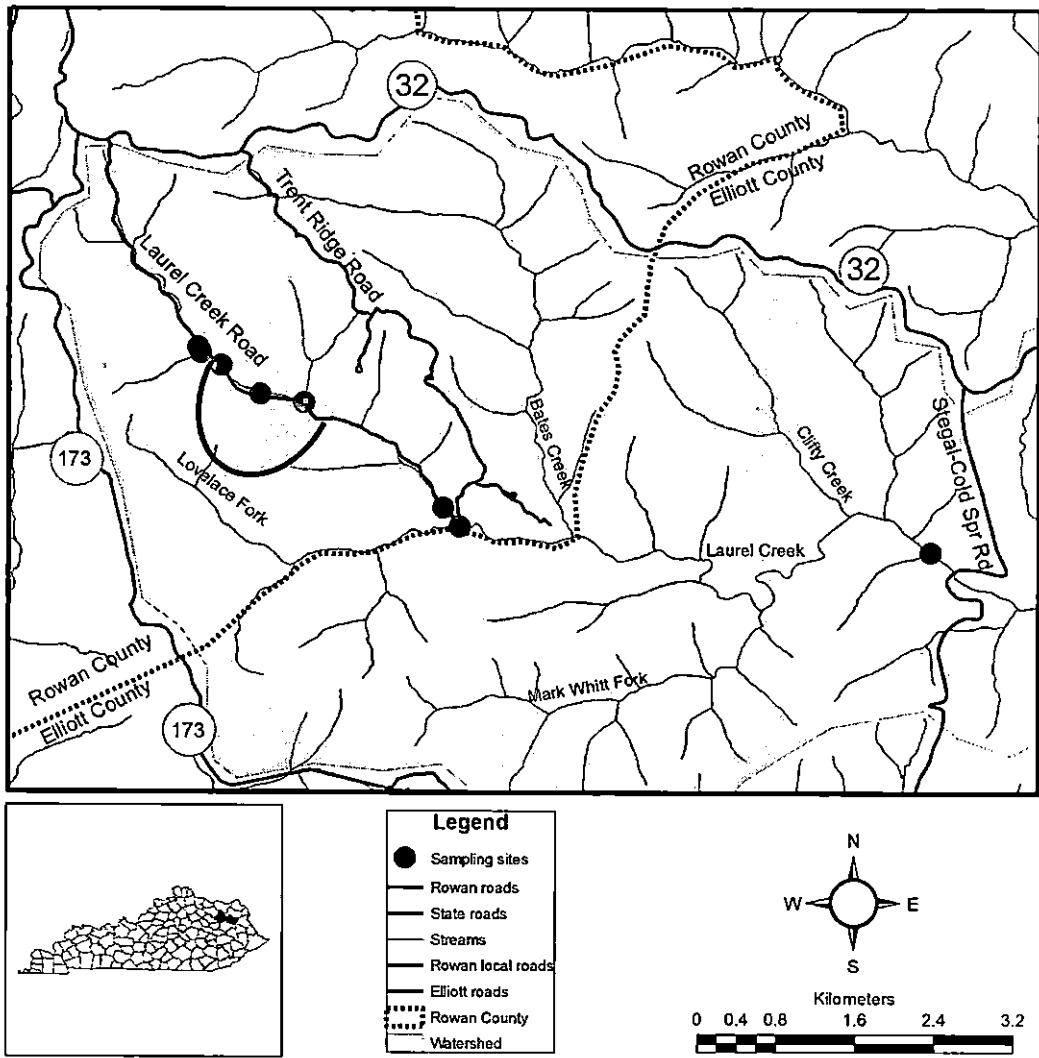 32
Rowan County
Elliott County
Trent Ridge Road
Laurel Creek Road
32
Bates Creek
Clifty Creek
Stegal-Cold Spr Rd
173
Lovelace Fork
Laurel Creek
Rowan County
Elliott County
Mark Whitt Fork
173
Legend
Sampling sites
Rowan roads
State roads
Streams
Rowan local roads
Elliott roads
Rowan County
Watershed
N
W E
S
Kilometers
0 0.4 0.8 1.6 2.4 3.2